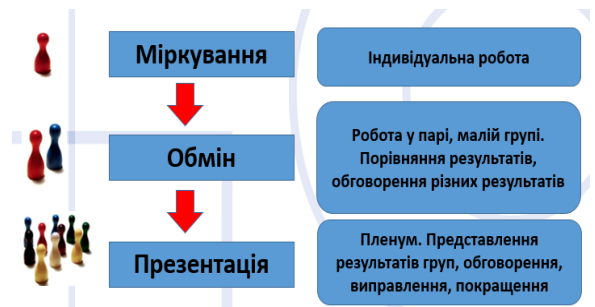 Міркування
Індивідуальна робота
Обмін
Робота у парі, малій групі.
Порівняння результатів,
обговорення різних результатів
Презентація
Пленум. Представлення
результатів груп, обговорення,
виправлення, покращення